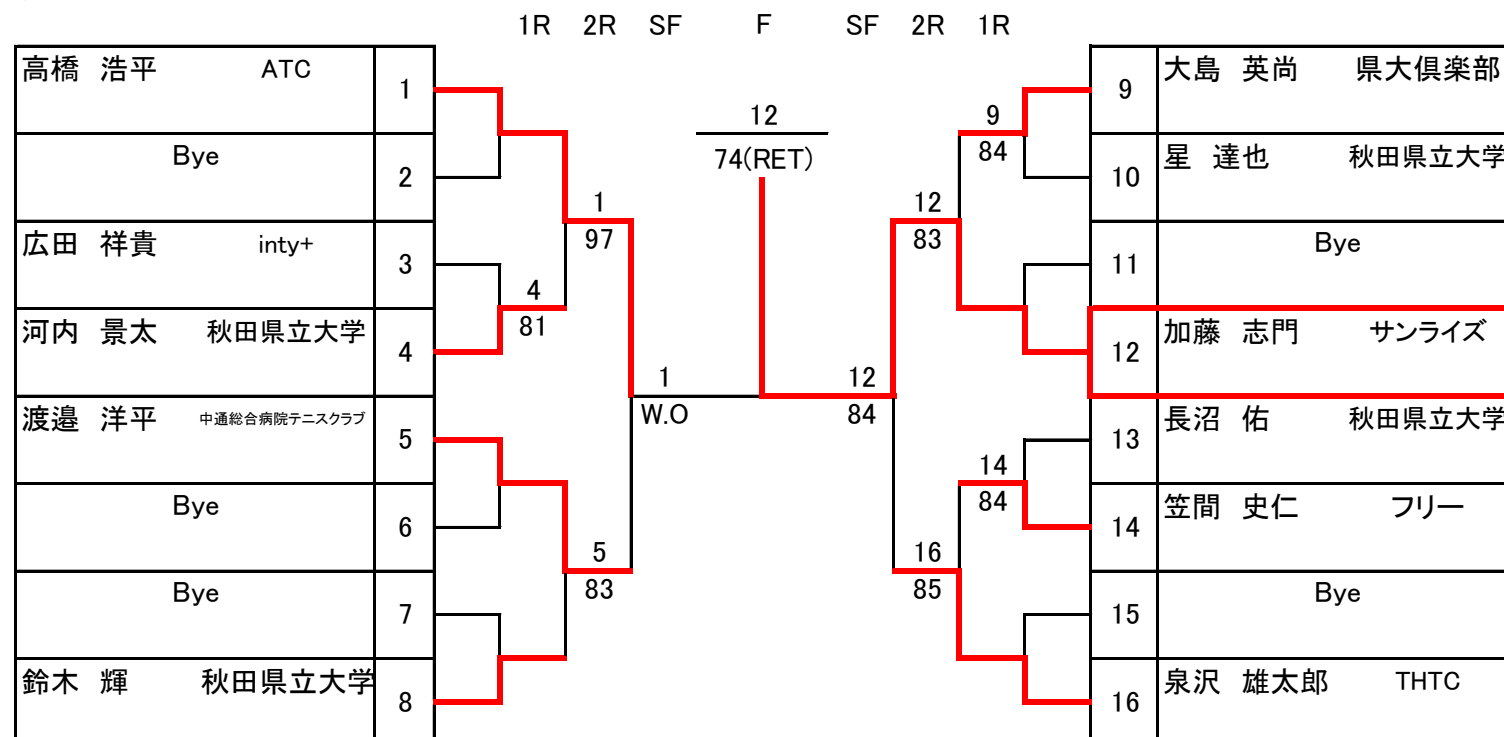 1R 2R SF F SF 2R 1R
高橋 浩平 ATC 1
Bye 2
広田 祥貴 inty+ 3
河内 景太 秋田県立大学 4
渡邉 洋平 中通総合病院テニスクラブ 5
Bye 6
Bye 7
鈴木 輝 秋田県立大学 8
4
81
1
97
5
83
1
W.O
12
74(RET)
12
84
12
83
16
85
9
84
14
84
9 大島 英尚 県大倶楽部
10 星 達也 秋田県立大学
11 Bye
12 加藤 志門 サンライズ
13 長沼 佑 秋田県立大学
14 笠間 史仁 フリー
15 Bye
16 泉沢 雄太郎 THTC